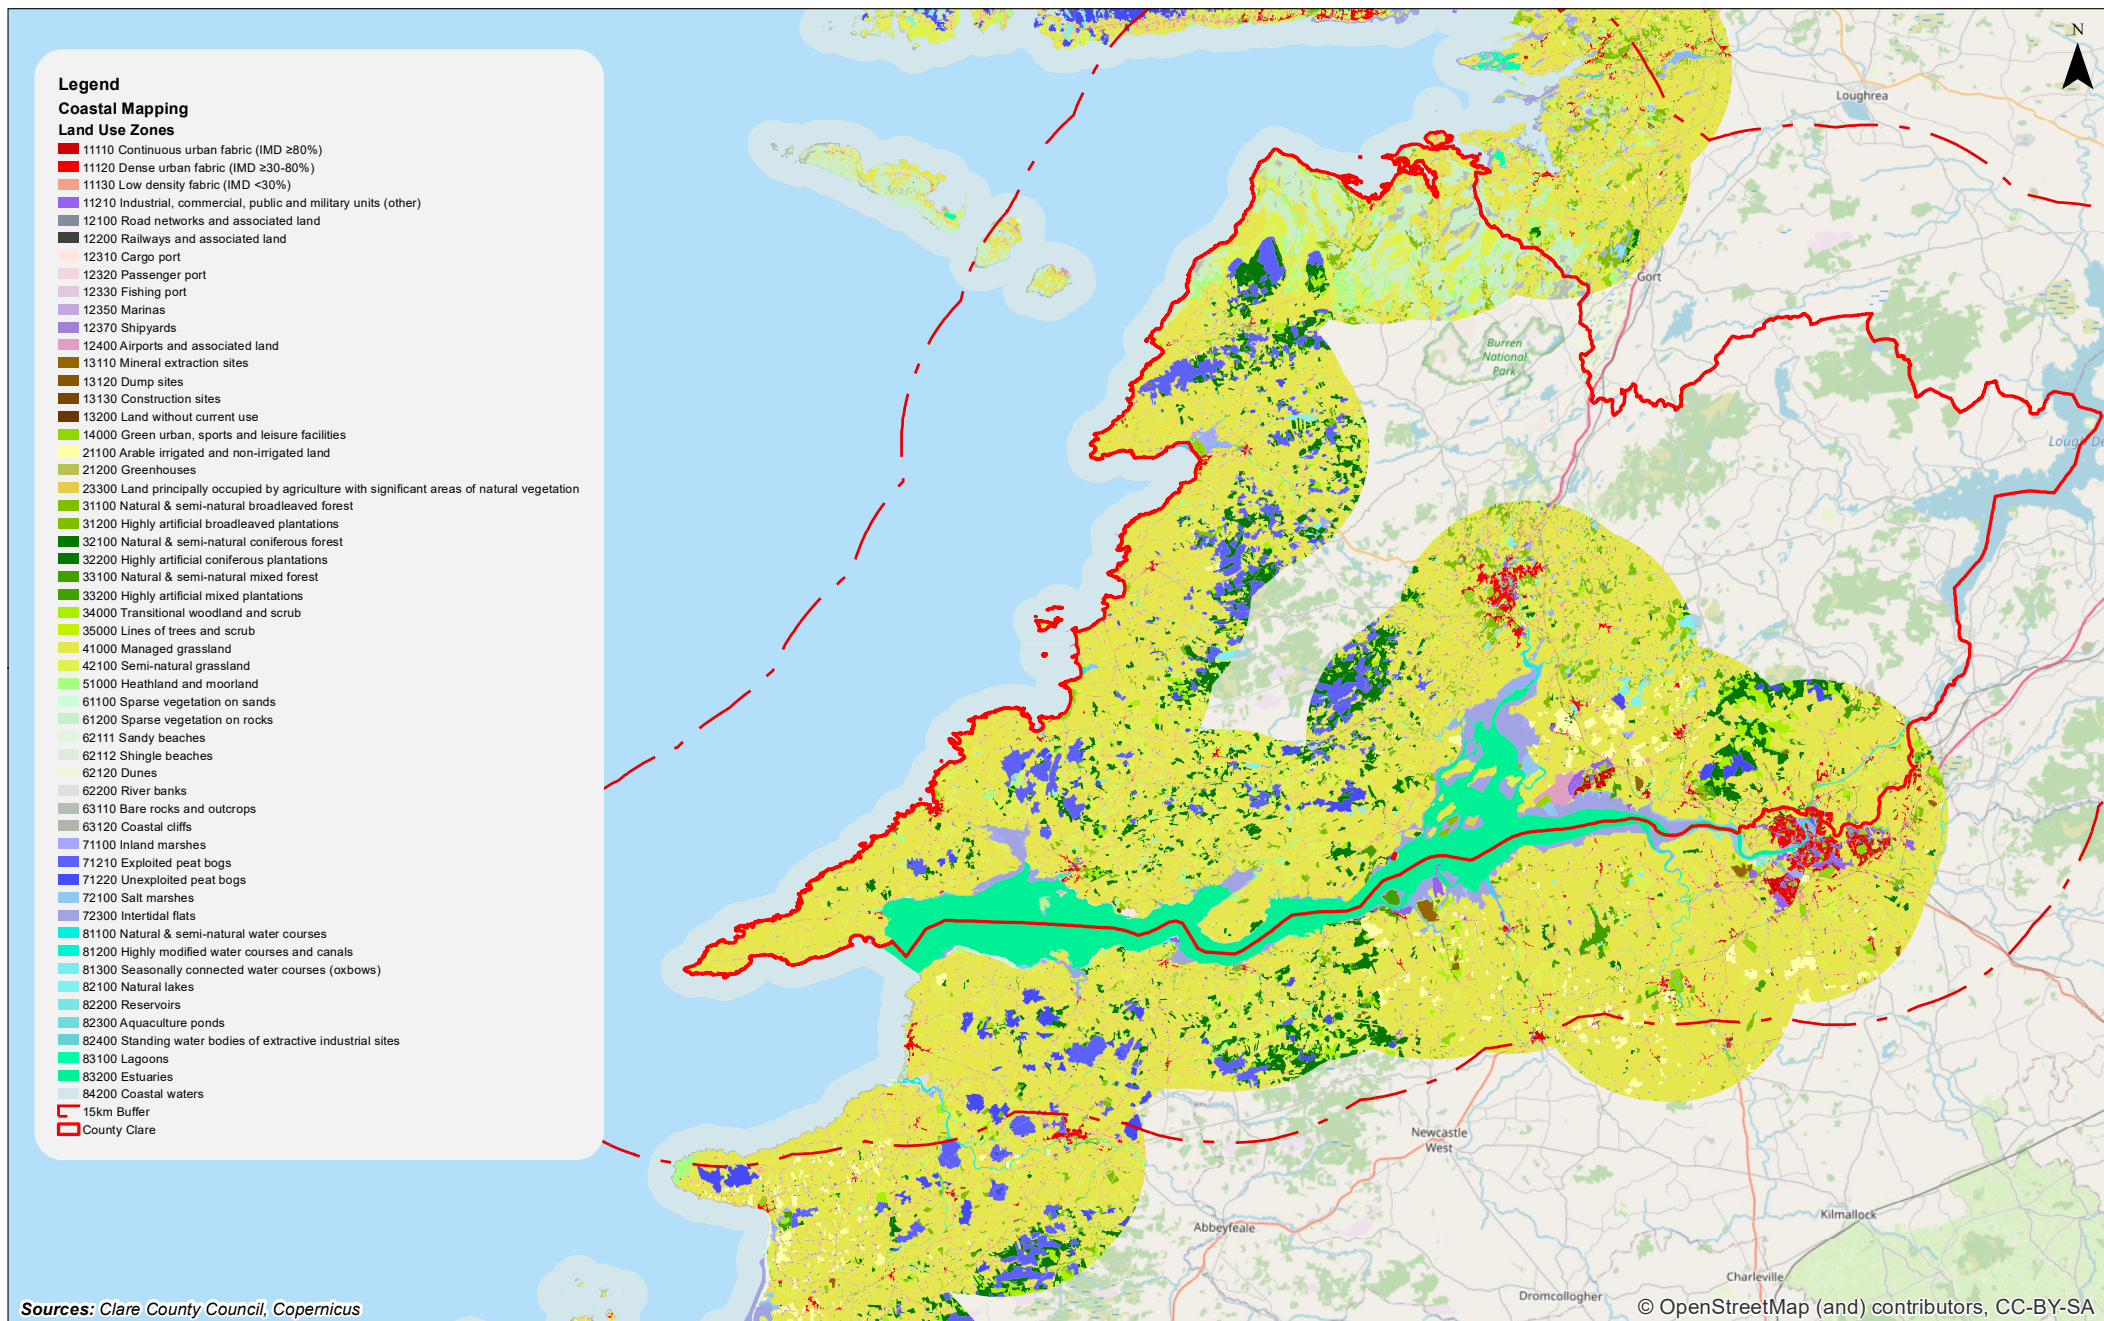 N
Legend
Coastal Mapping
Land Use Zones
11110 Continuous urban fabric (IMD ≥80%)
11120 Dense urban fabric (IMD ≥30-80%)
11130 Low density fabric (IMD <30%)
11210 Industrial, commercial, public and military units (other)
12100 Road networks and associated land
12200 Railways and associated land
12310 Cargo port
12320 Passenger port
12330 Fishing port
12350 Marinas
12370 Shipyards
12400 Airports and associated land
13110 Mineral extraction sites
13120 Dump sites
13130 Construction sites
13200 Land without current use
14000 Green urban, sports and leisure facilities
21100 Arable irrigated and non-irrigated land
21200 Greenhouses
23300 Land principally occupied by agriculture with significant areas of natural vegetation
31100 Natural & semi-natural broadleaved forest
31200 Highly artificial broadleaved plantations
32100 Natural & semi-natural coniferous forest
32200 Highly artificial coniferous plantations
33100 Natural & semi-natural mixed forest
33200 Highly artificial mixed plantations
34000 Transitional woodland and scrub
35000 Lines of trees and scrub
41000 Managed grassland
42100 Semi-natural grassland
51000 Heathland and moorland
61100 Sparse vegetation on sands
61200 Sparse vegetation on rocks
62111 Sandy beaches
62112 Shingle beaches
62120 Dunes
62200 River banks
63110 Bare rocks and outcrops
63120 Coastal cliffs
71100 Inland marshes
71210 Exploited peat bogs
71220 Unexploited peat bogs
72100 Salt marshes
72300 Intertidal flats
81100 Natural & semi-natural water courses
81200 Highly modified water courses and canals
81300 Seasonally connected water courses (oxbows)
82100 Natural lakes
82200 Reservoirs
82300 Aquaculture ponds
82400 Standing water bodies of extractive industrial sites
83100 Lagoons
83200 Estuaries
84200 Coastal waters
15km Buffer
County Clare
Loughrea
Gort
Burren
National
Park
Lough De
Newcastle
West
Abbeyfeale
Kilmallock
Charleville
Dromcollogher
Sources: Clare County Council, Copernicus
© OpenStreetMap (and) contributors, CC-BY-SA